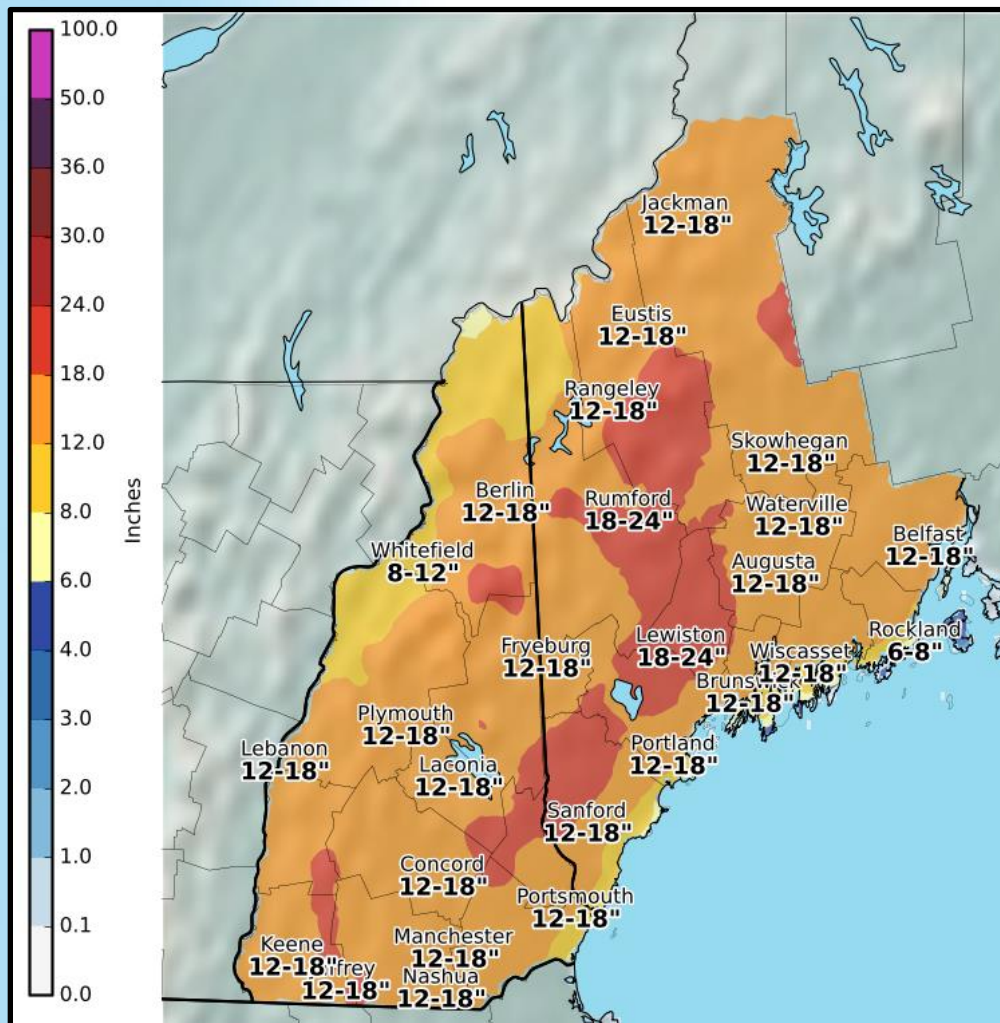 100.0
50.0
36.0
30.0
24.0
18.0
12.0
8.0
6.0
4.0
3.0
2.0
1.0
0.1
0.0
Inches
Jackman
12-18"
Eustis
12-18"
Rangeley
12-18"
Skowhegan
12-18"
Berlin
12-18"
Rumford
18-24"
Waterville
12-18"
Belfast
12-18"
Whitefield
8-12"
Augusta
12-18"
Fryeburg
12-18"
Lewiston
18-24"
Rockland
6-8"
Wiscasset
12-18"
Brunswick
12-18"
Plymouth
12-18"
Lebanon
12-18"
Laconia
12-18"
Portland
12-18"
Sanford
12-18"
Concord
12-18"
Portsmouth
12-18"
Keene
12-18"
Manchester
12-18"
12-18"
Nashua
12-18"